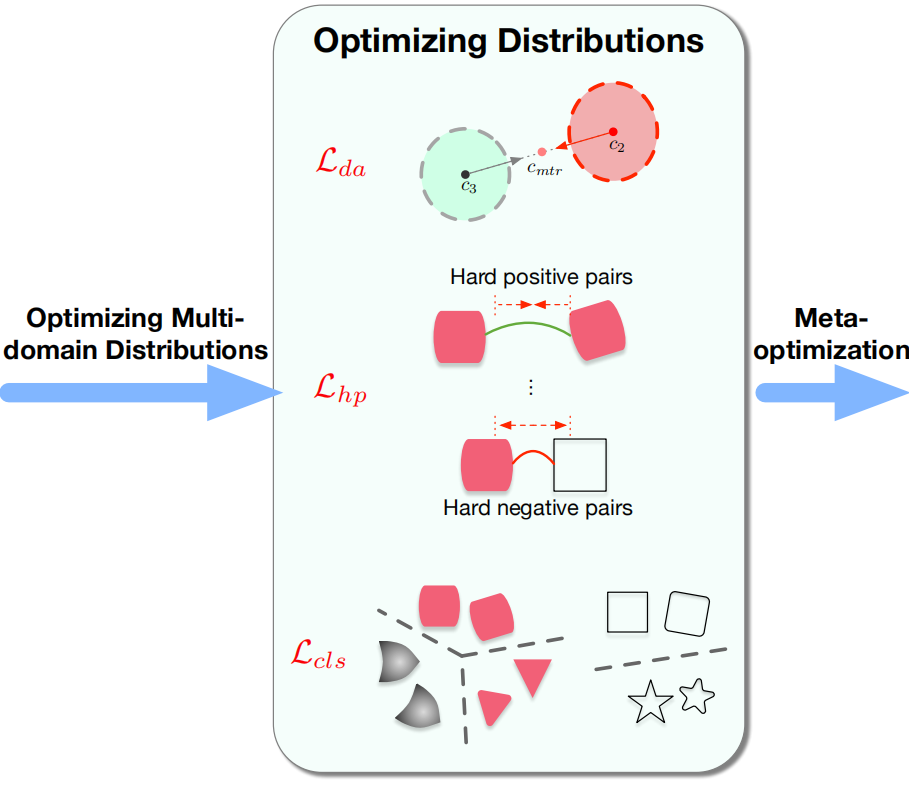 Optimizing Distributions
ℒ_da
c_2
c_mtr
c_3
Hard positive pairs
Optimizing Multi-
domain Distributions
Meta-
optimization
ℒ_hp
⋮
Hard negative pairs
ℒ_cls